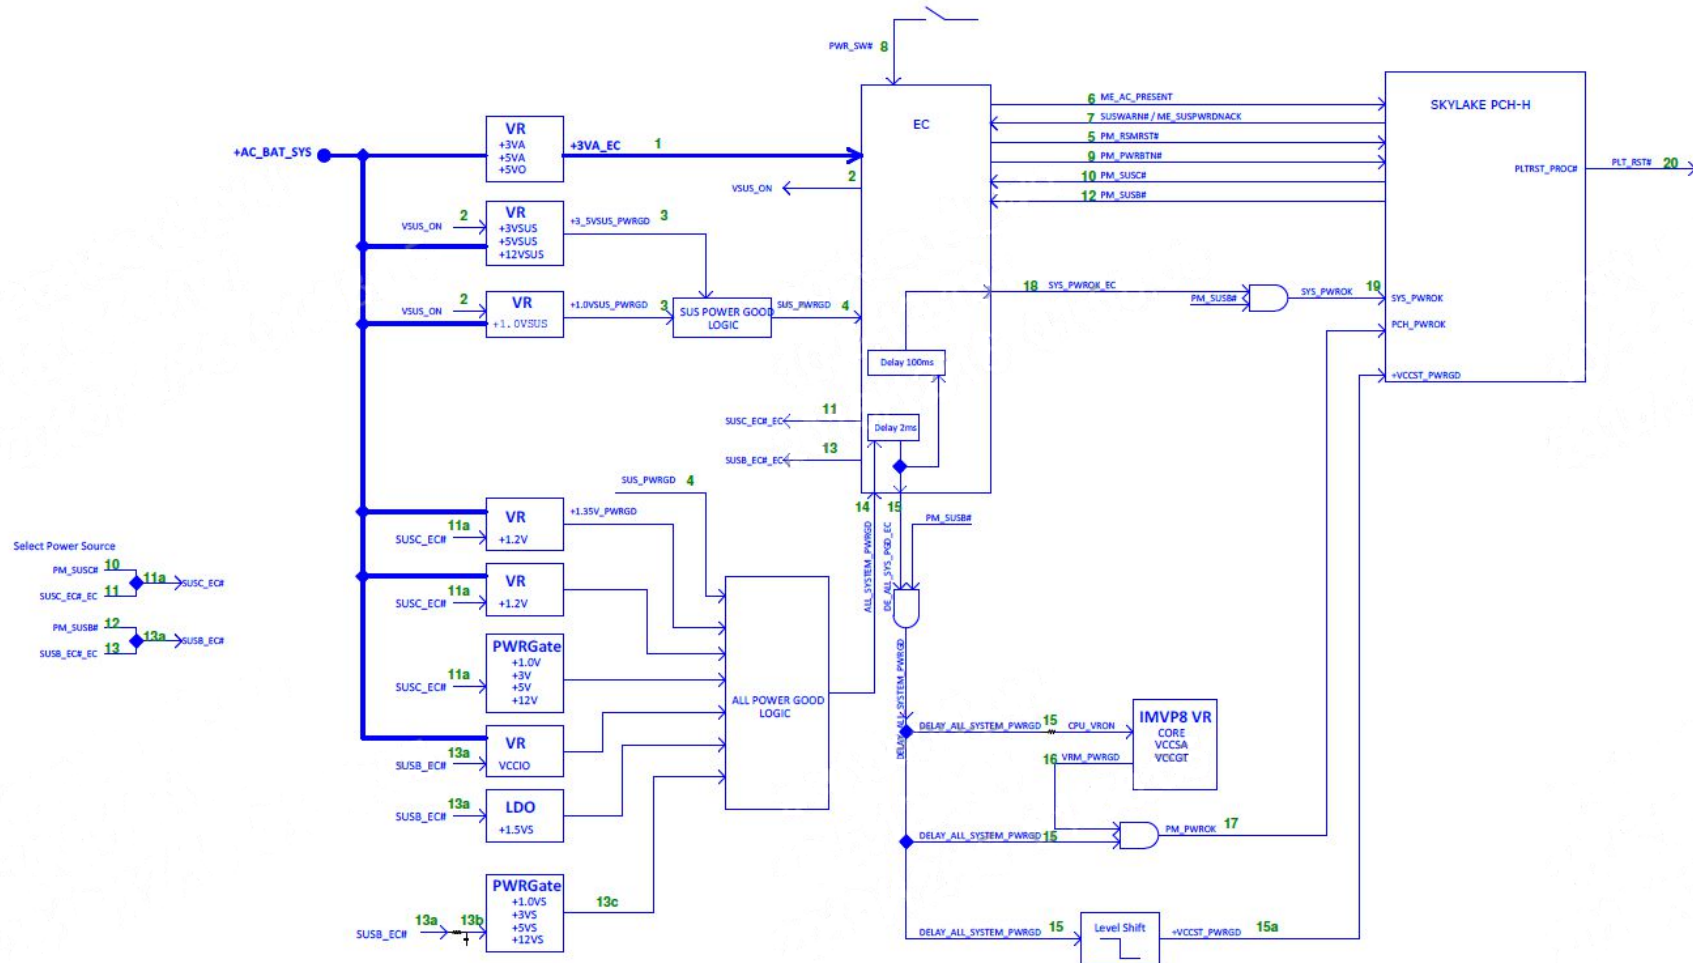 PWR_SW# 8
EC
SKYLAKE PCH-H
6 ME_AC_PRESENT
7 SUSWARN# / ME_SUSPWRDNACK
5 PM_RSMRST#
9 PM_PWRBTN#
10 PM_SUSC#
12 PM_SUSB#
PLTRST_PROC#
PLT_RST# 20
+AC_BAT_SYS
VR
+3VA
+5VA
+5VO
+3VA_EC 1
VSUS_ON 2
VSUS_ON 2
VR
+3VSUS
+5VSUS
+12VSUS
+3_5VSUS_PWRGD 3
VSUS_ON 2
VR
+1.0VSUS
+1.0VSUS_PWRGD 3
SUS POWER GOOD
LOGIC
SUS_PWRGD 4
18 SYS_PWROK_EC
PM_SUSB#
SYS_PWROK 19
SYS_PWROK
PCH_PWROK
+VCCST_PWRGD
Delay 100ms
Delay 2ms
SUSC_EC#_EC 11
SUSB_EC#_EC 13
SUS_PWRGD 4
14 15
ALL_SYSTEM_PWRGD
DE_ALL_SYS_PGD_EC
PM_SUSB#
DELAY_ALL_SYSTEM_PWRGD
Select Power Source
PM_SUSC# 10
SUSC_EC#_EC 11
11a SUSC_EC#
PM_SUSB# 12
SUSB_EC#_EC 13
13a SUSB_EC#
SUSC_EC# 11a
VR
+1.2V
+1.35V_PWRGD
SUSC_EC# 11a
VR
+1.2V
SUSC_EC# 11a
PWRGate
+1.0V
+3V
+5V
+12V
SUSB_EC# 13a
VR
VCCIO
SUSB_EC# 13a
LDO
+1.5VS
SUSB_EC# 13a 13b
PWRGate
+1.0VS
+3VS
+5VS
+12VS
13c
ALL POWER GOOD
LOGIC
DELAY_ALL_SYSTEM_PWRGD 15 CPU_VRON
IMVP8 VR
CORE
VCCSA
VCCGT
16 VRM_PWRGD
DELAY_ALL_SYSTEM_PWRGD 15
PM_PWROK 17
DELAY_ALL_SYSTEM_PWRGD 15
Level Shift
+VCCST_PWRGD 15a